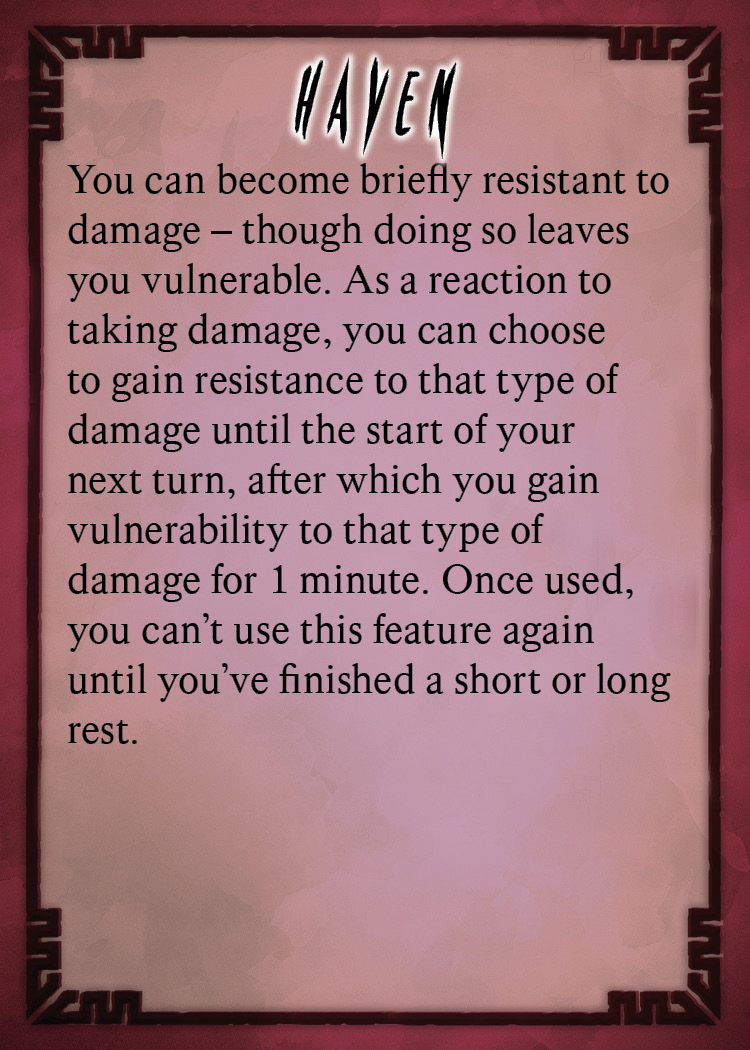 HAVEN
You can become briefly resistant to
damage – though doing so leaves
you vulnerable. As a reaction to
taking damage, you can choose
to gain resistance to that type of
damage until the start of your
next turn, after which you gain
vulnerability to that type of
damage for 1 minute. Once used,
you can’t use this feature again
until you’ve finished a short or long
rest.